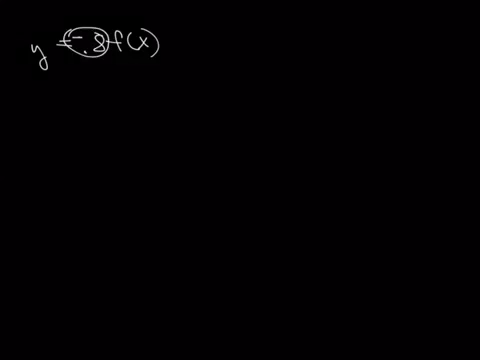 y = -.8f(x)